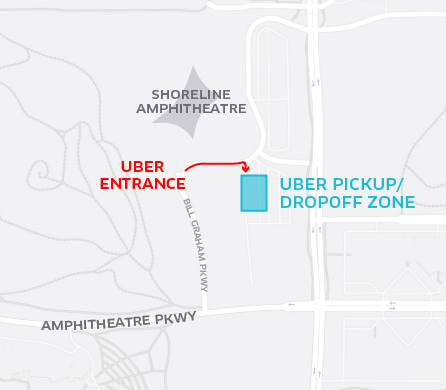 SHORELINE
AMPHITHEATRE
UBER
ENTRANCE
UBER PICKUP/
DROPOFF ZONE
BILL GRAHAM PKWY
AMPHITHEATRE PKWY